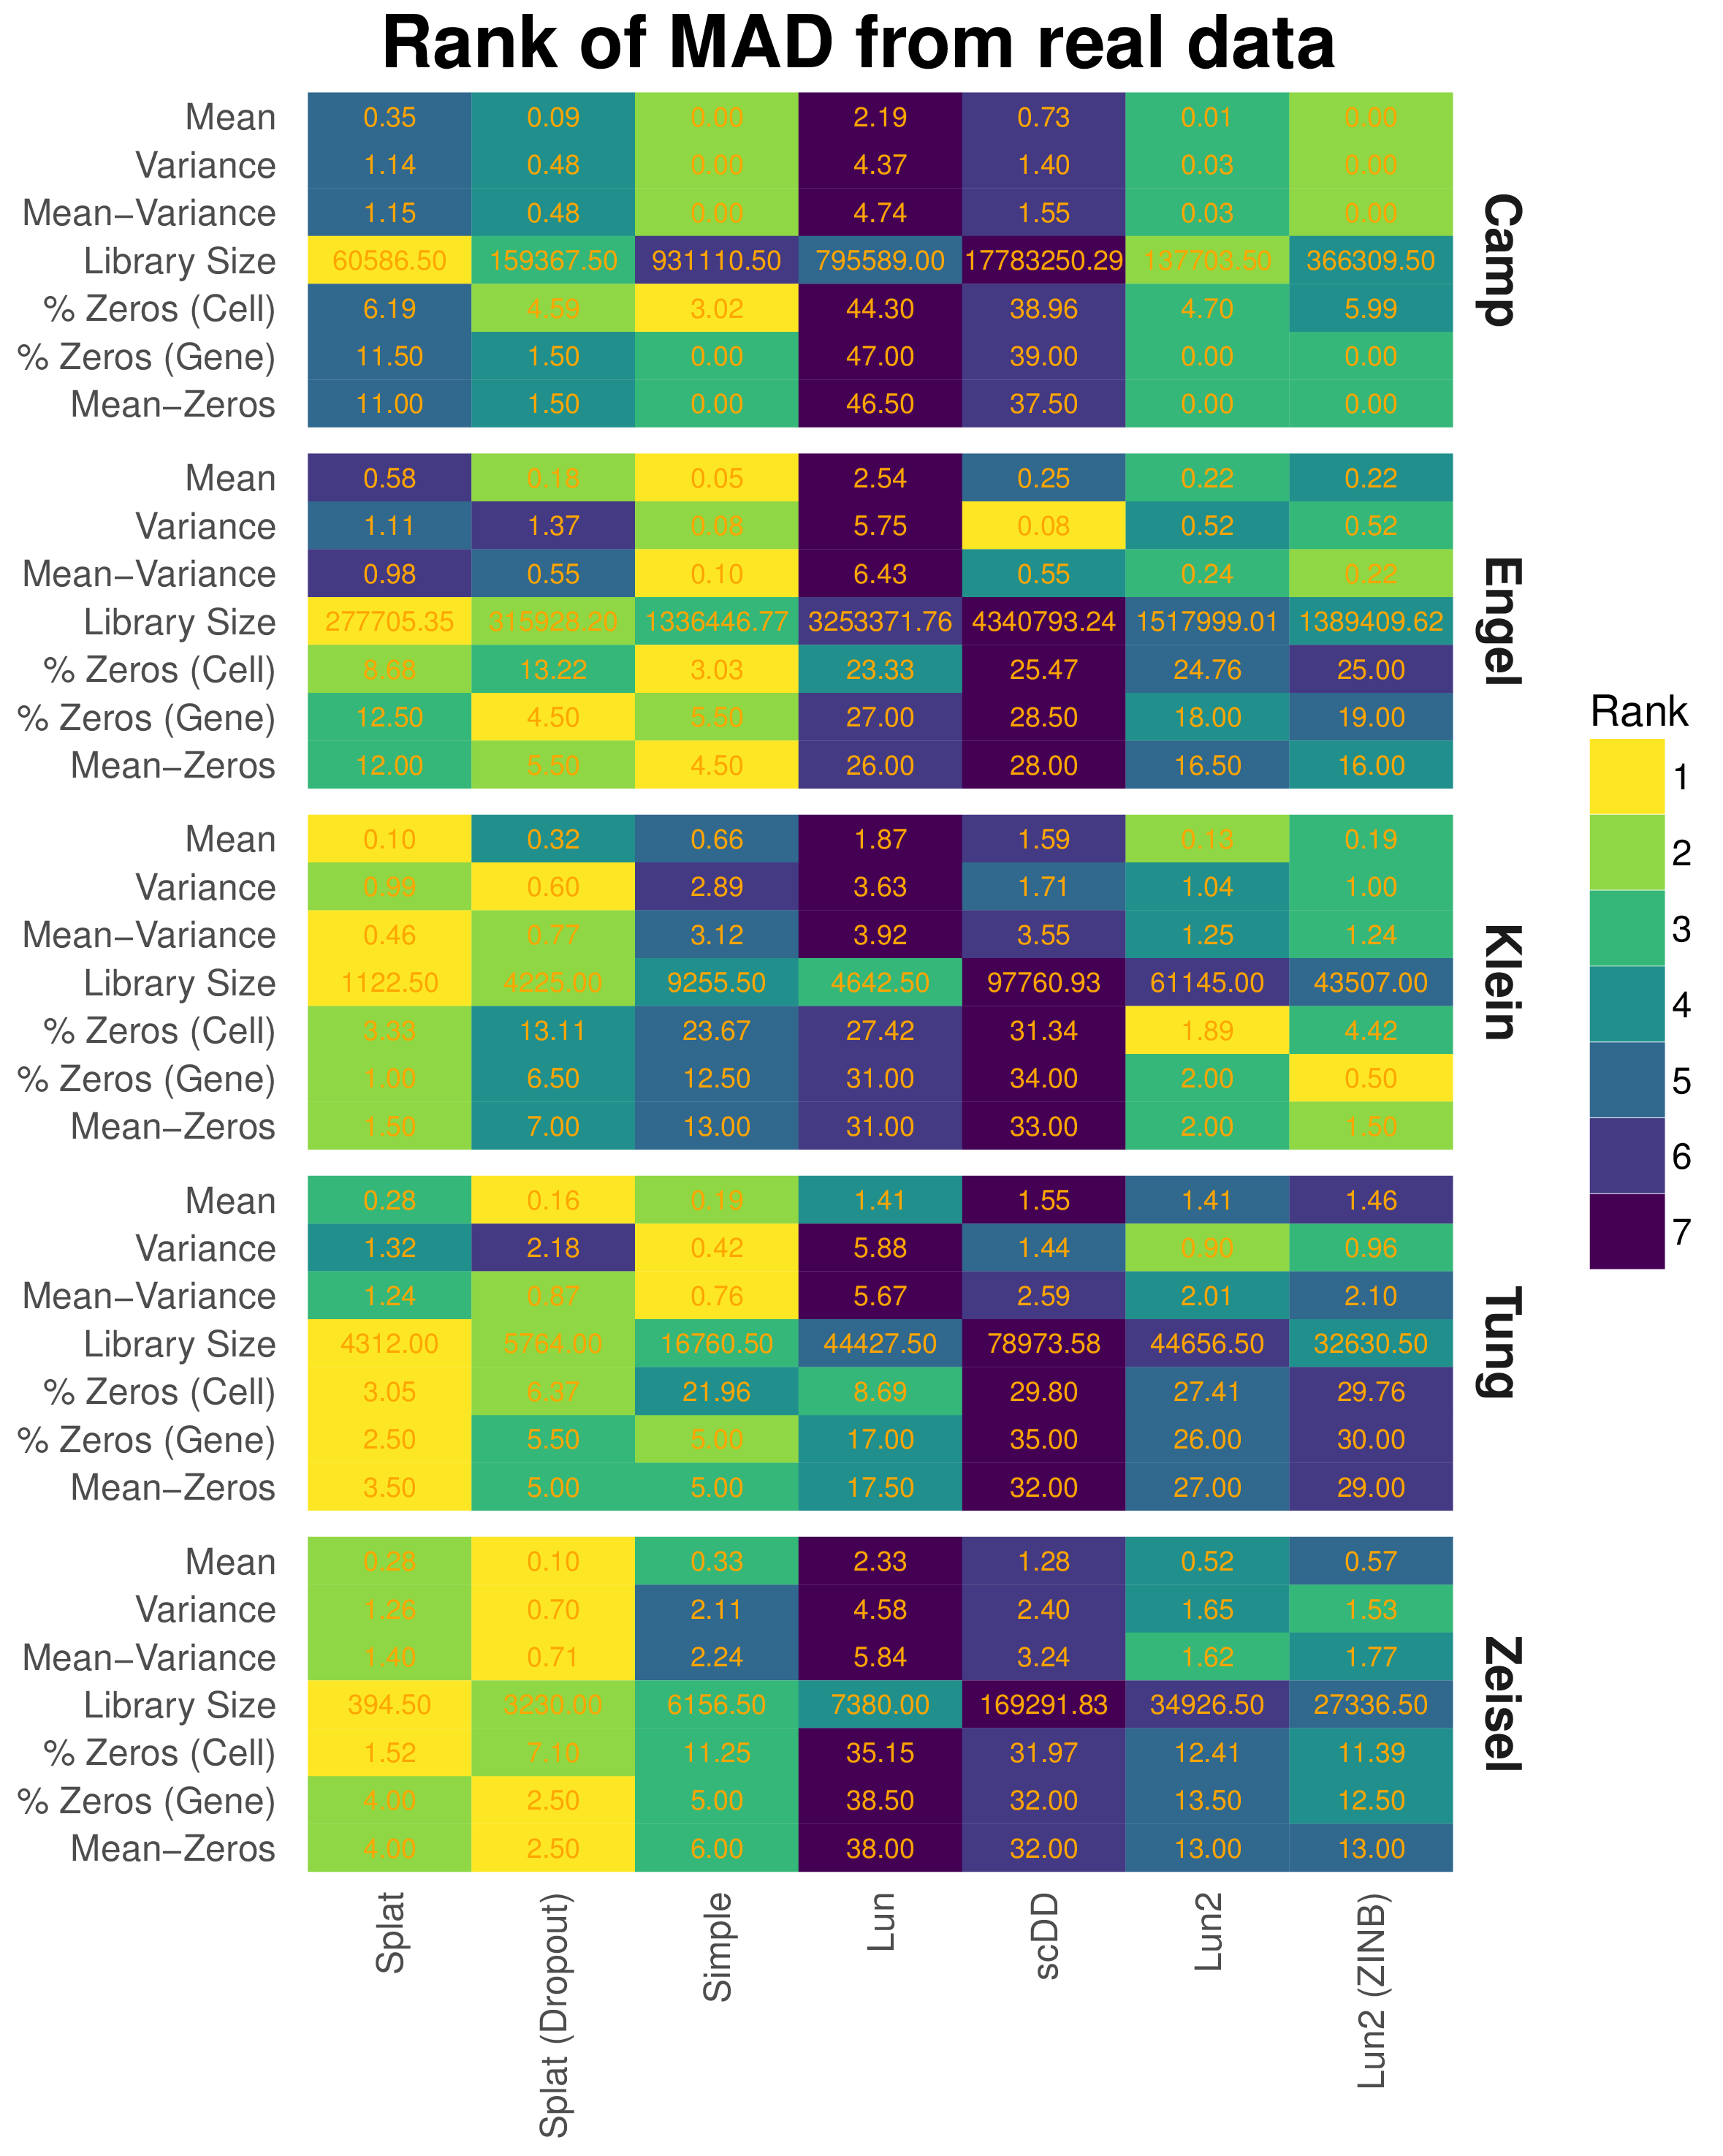 Rank of MAD from real data
Mean 0.35 0.09 0.00 2.19 0.73 0.01 0.00
Variance 1.14 0.48 0.00 4.37 1.40 0.03 0.00
Mean−Variance 1.15 0.48 0.00 4.74 1.55 0.03 0.00
Library Size 60586.50 159367.50 931110.50 795589.00 17783250.29 137703.50 366309.50
% Zeros (Cell) 6.19 4.59 3.02 44.30 38.96 4.70 5.99
% Zeros (Gene) 11.50 1.50 0.00 47.00 39.00 0.00 0.00
Mean−Zeros 11.00 1.50 0.00 46.50 37.50 0.00 0.00
Camp
Mean 0.58 0.18 0.05 2.54 0.25 0.22 0.22
Variance 1.11 1.37 0.08 5.75 0.08 0.52 0.52
Mean−Variance 0.98 0.55 0.10 6.43 0.55 0.24 0.22
Library Size 277705.35 315928.20 1336446.77 3253371.76 4340793.24 1517999.01 1389409.62
% Zeros (Cell) 8.68 13.22 3.03 23.33 25.47 24.76 25.00
% Zeros (Gene) 12.50 4.50 5.50 27.00 28.50 18.00 19.00
Mean−Zeros 12.00 5.50 4.50 26.00 28.00 16.50 16.00
Engel
Mean 0.10 0.32 0.66 1.87 1.59 0.13 0.19
Variance 0.99 0.60 2.89 3.63 1.71 1.04 1.00
Mean−Variance 0.46 0.77 3.12 3.92 3.55 1.25 1.24
Library Size 1122.50 4225.00 9255.50 4642.50 97760.93 61145.00 43507.00
% Zeros (Cell) 3.33 13.11 23.67 27.42 31.34 1.89 4.42
% Zeros (Gene) 1.00 6.50 12.50 31.00 34.00 2.00 0.50
Mean−Zeros 1.50 7.00 13.00 31.00 33.00 2.00 1.50
Klein
Mean 0.28 0.16 0.19 1.41 1.55 1.41 1.46
Variance 1.32 2.18 0.42 5.88 1.44 0.90 0.96
Mean−Variance 1.24 0.87 0.76 5.67 2.59 2.01 2.10
Library Size 4312.00 5764.00 16760.50 44427.50 78973.58 44656.50 32630.50
% Zeros (Cell) 3.05 6.37 21.96 8.69 29.80 27.41 29.76
% Zeros (Gene) 2.50 5.50 5.00 17.00 35.00 26.00 30.00
Mean−Zeros 3.50 5.00 5.00 17.50 32.00 27.00 29.00
Tung
Mean 0.28 0.10 0.33 2.33 1.28 0.52 0.57
Variance 1.26 0.70 2.11 4.58 2.40 1.65 1.53
Mean−Variance 1.40 0.71 2.24 5.84 3.24 1.62 1.77
Library Size 394.50 3230.00 6156.50 7380.00 169291.83 34926.50 27336.50
% Zeros (Cell) 1.52 7.10 11.25 35.15 31.97 12.41 11.39
% Zeros (Gene) 4.00 2.50 5.00 38.50 32.00 13.50 12.50
Mean−Zeros 4.00 2.50 6.00 38.00 32.00 13.00 13.00
Zeisel
Splat
Splat (Dropout)
Simple
Lun
scDD
Lun2
Lun2 (ZINB)
Rank
1
2
3
4
5
6
7